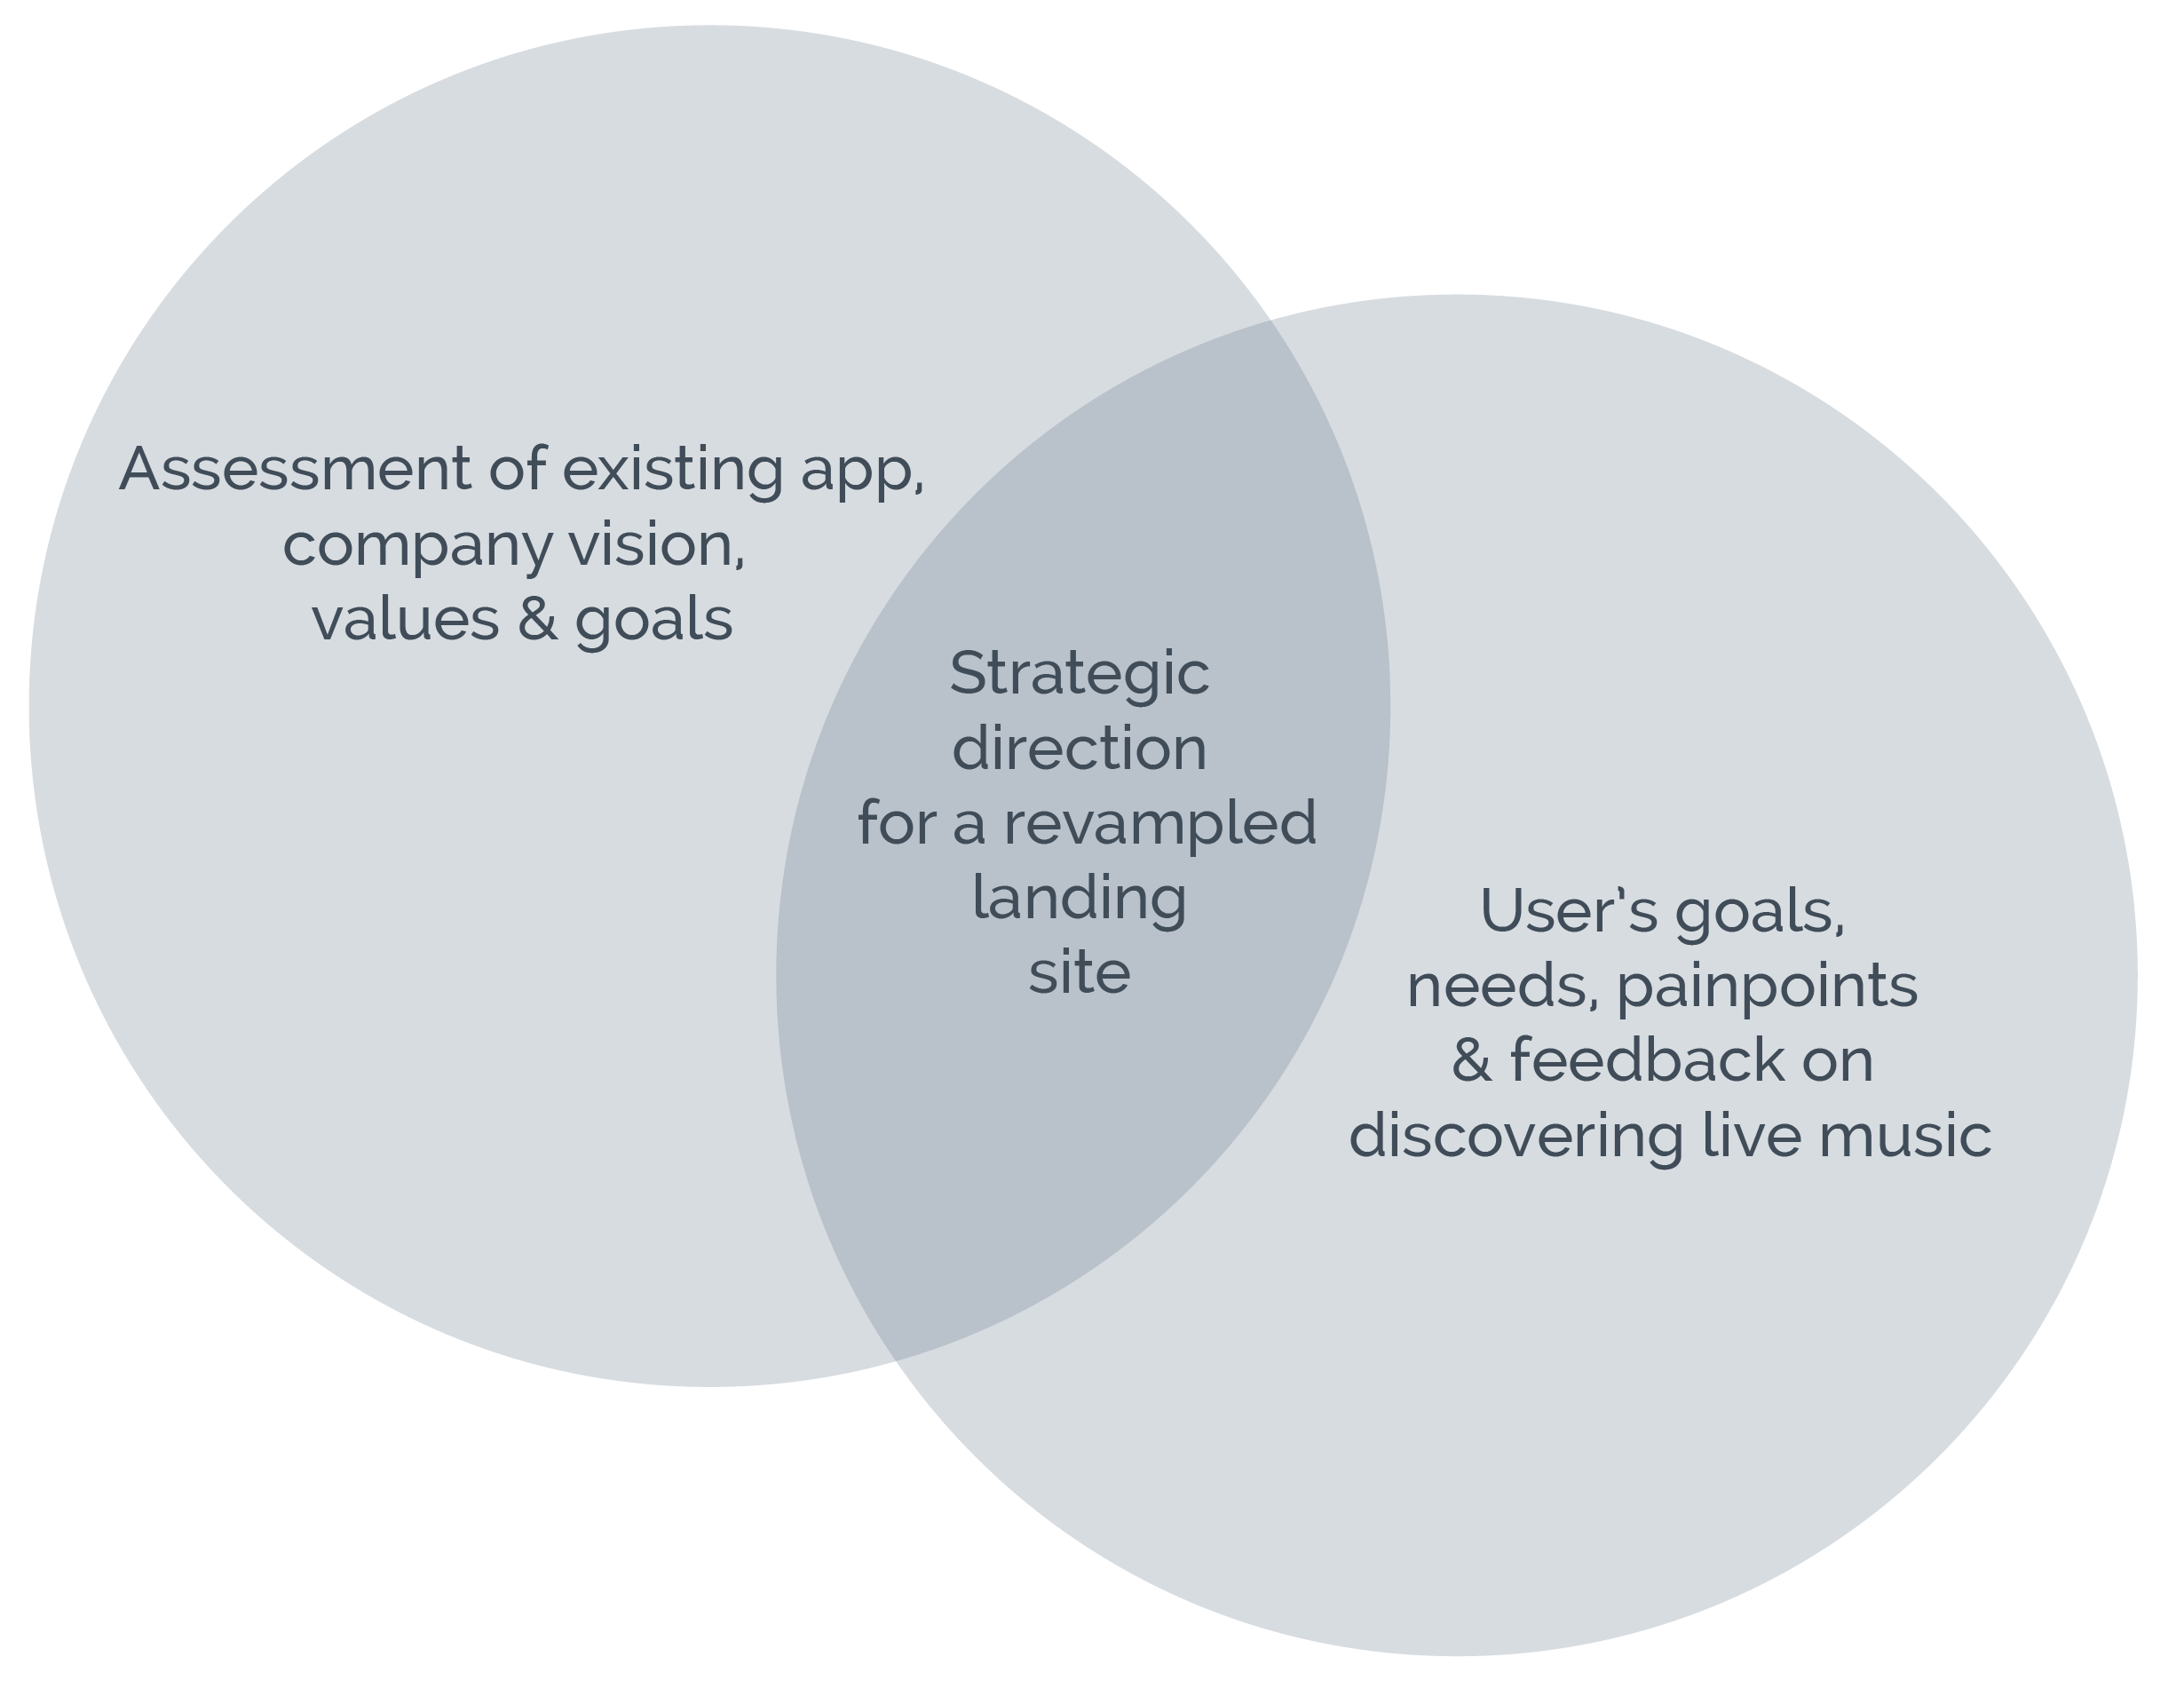 Assessment of existing app,
company vision,
values & goals
Strategic
direction
for a revampled
landing
site
User's goals,
needs, painpoints
& feedback on
discovering live music